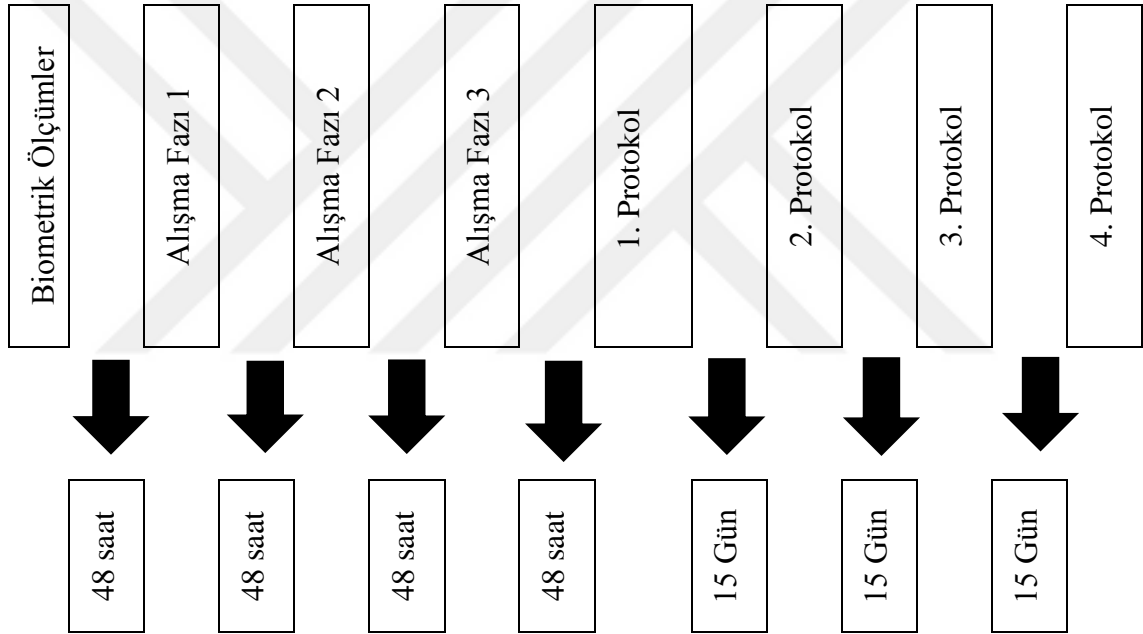 Biometrik Ölçümler
Alışma Fazı 1
Alışma Fazı 2
Alışma Fazı 3
1. Protokol
2. Protokol
3. Protokol
4. Protokol
48 saat
48 saat
48 saat
48 saat
15 Gün
15 Gün
15 Gün